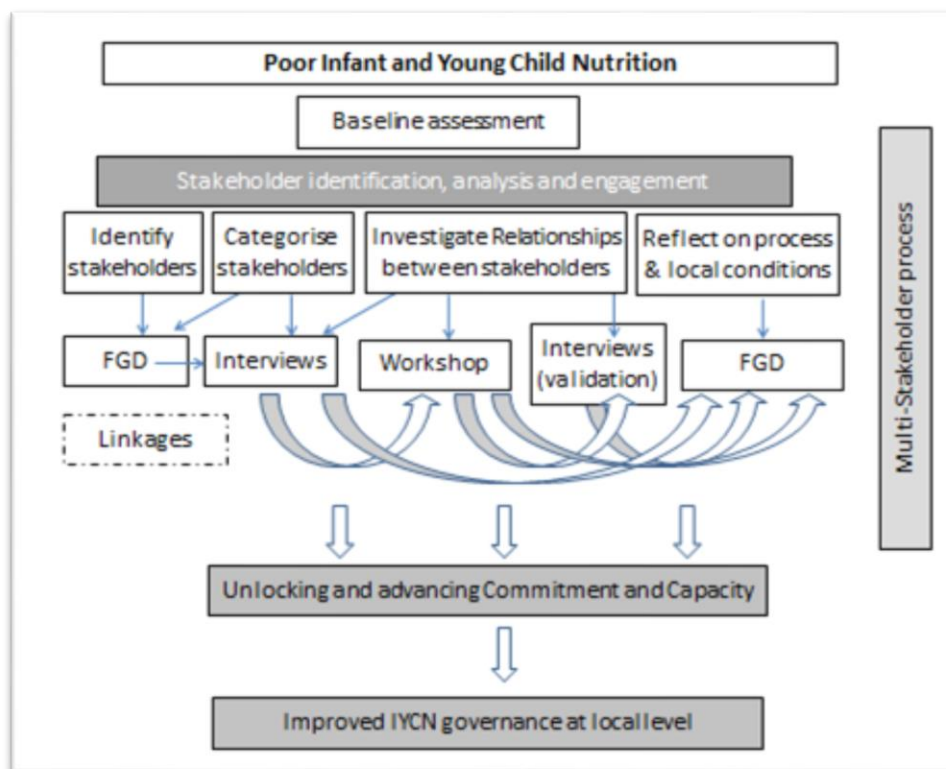 Poor Infant and Young Child Nutrition
Baseline assessment
Stakeholder identification, analysis and engagement
Identify
stakeholders
Categorise
stakeholders
Investigate Relationships
between stakeholders
Reflect on process
& local conditions
FGD
Interviews
Workshop
Interviews
(validation)
FGD
Linkages
Multi-Stakeholder process
Unlocking and advancing Commitment and Capacity
Improved IYCN governance at local level